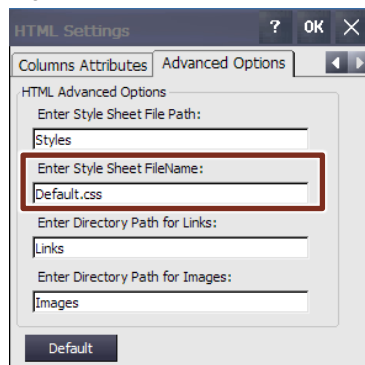 HTML Settings ? OK
Columns Attributes Advanced Options
HTML Advanced Options
Enter Style Sheet File Path:
Styles
Enter Style Sheet FileName:
Default.css
Enter Directory Path for Links:
Links
Enter Directory Path for Images:
Images
Default